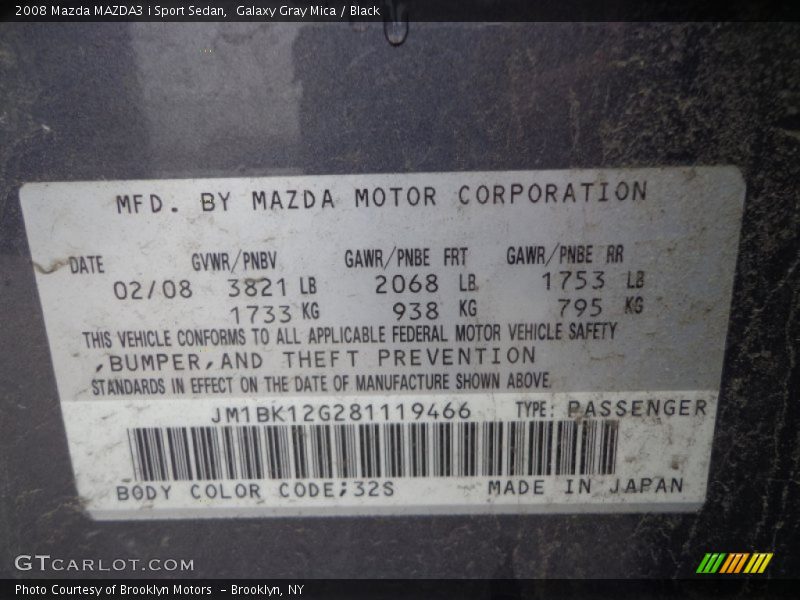 2008 Mazda MAZDA3 i Sport Sedan,  Galaxy Gray Mica / Black
MFD. BY MAZDA MOTOR CORPORATION
DATE GVWR/PNBV GAWR/PNBE FRT GAWR/PNBE RR
02/08 3821 LB 2068 LB 1753 LB
1733 KG 938 KG 795 KG
THIS VEHICLE CONFORMS TO ALL APPLICABLE FEDERAL MOTOR VEHICLE SAFETY
,BUMPER,AND THEFT PREVENTION
STANDARDS IN EFFECT ON THE DATE OF MANUFACTURE SHOWN ABOVE.
JM1BK12G281119466 TYPE: PASSENGER
BODY COLOR CODE;32S MADE IN JAPAN
GTCARLOT.COM
Photo Courtesy of Brooklyn Motors  – Brooklyn, NY